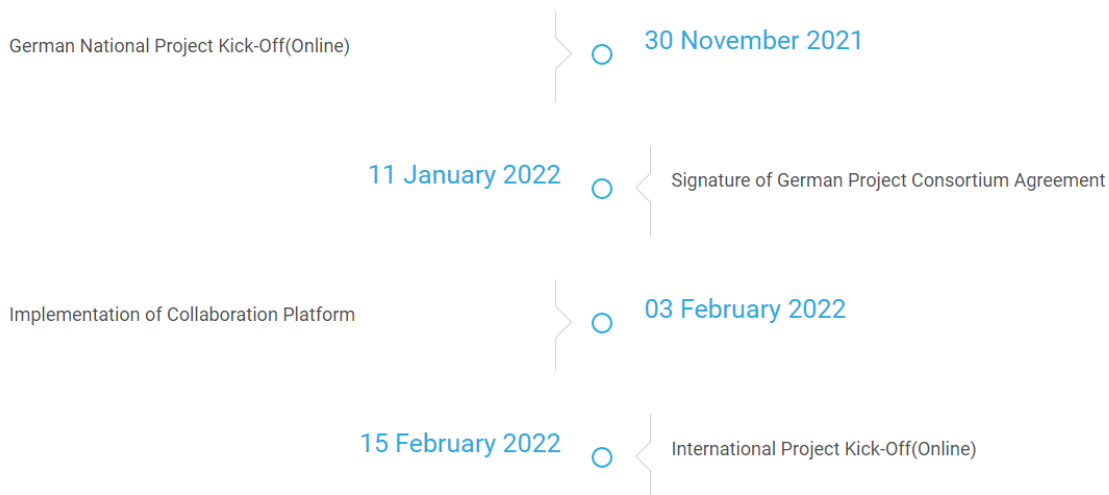 German National Project Kick-Off(Online)
30 November 2021
11 January 2022
Signature of German Project Consortium Agreement
Implementation of Collaboration Platform
03 February 2022
15 February 2022
International Project Kick-Off(Online)